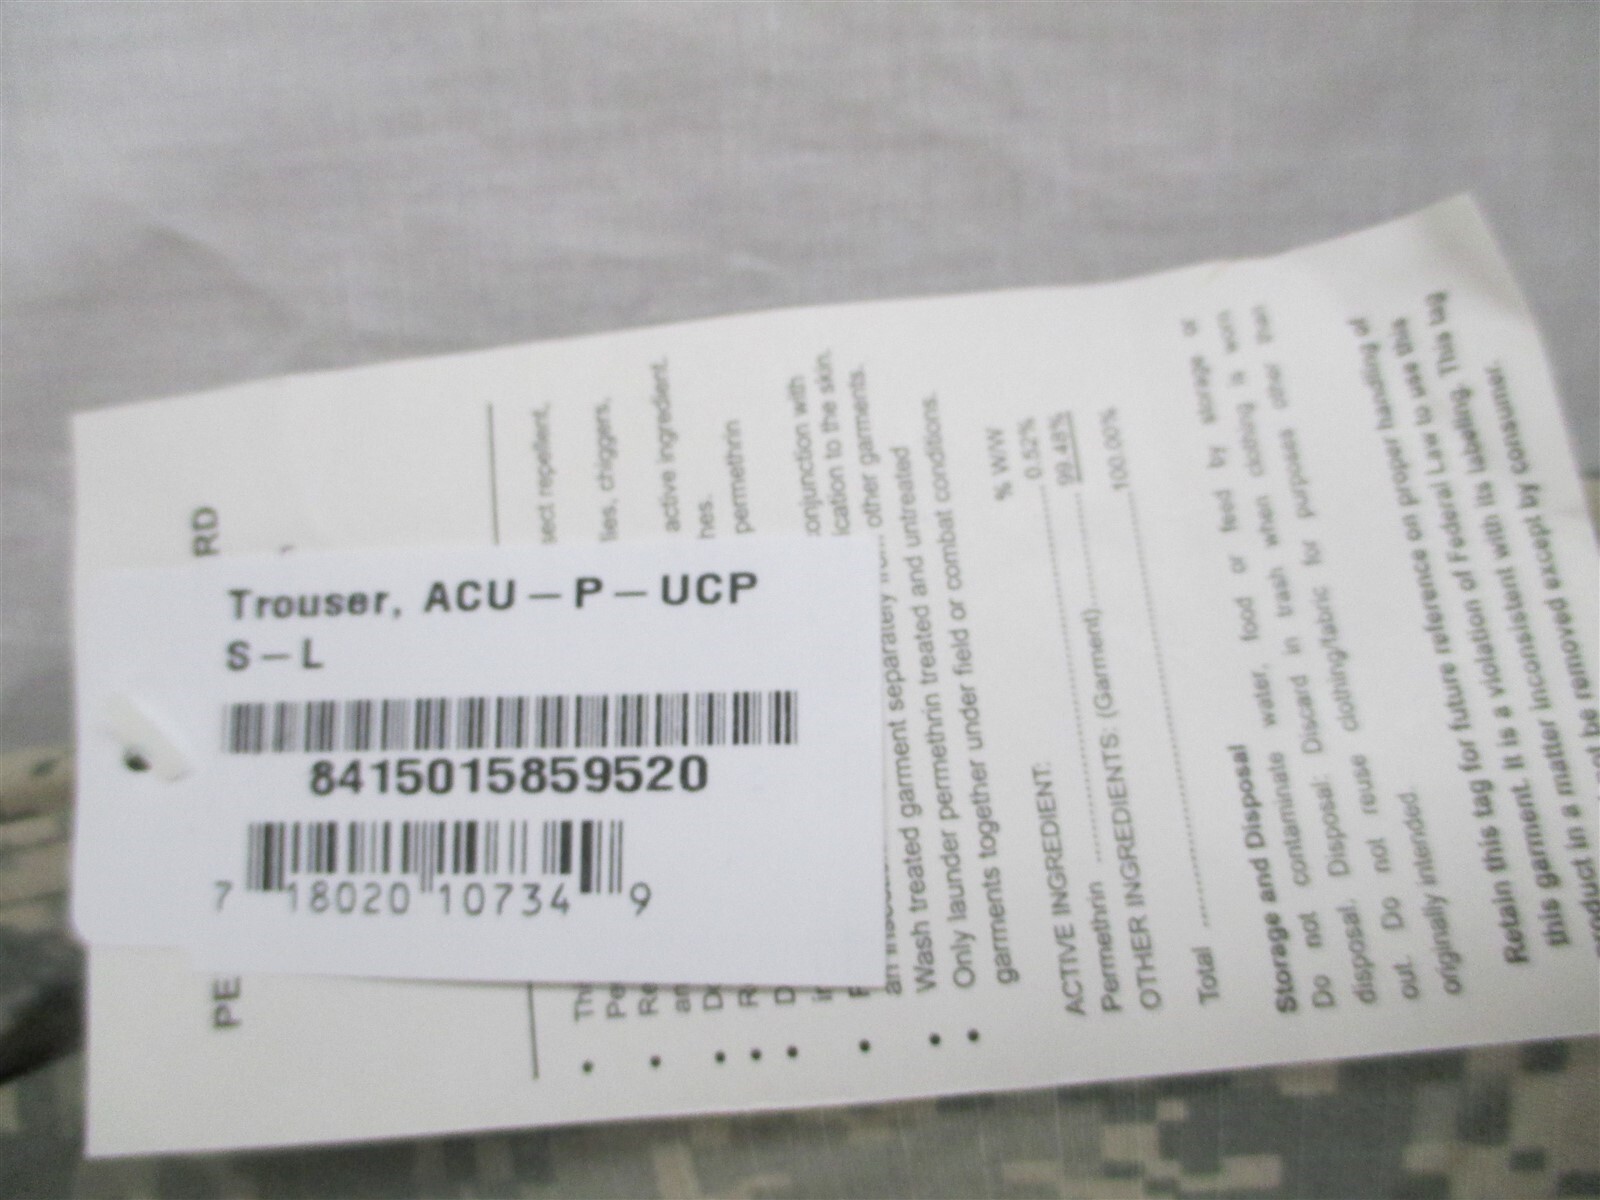 Trouser, ACU-P-UCP
S-L
8415015859520
7 18020 10734 9
PE
RD
sect repellent,
lies, chiggers,
active ingredient.
hes.
permethrin
onjunction with
ication to the skin.
other garments.
Wash treated garment separately
Only launder permethrin treated and untreated
garments together under field or combat conditions.
% W/W
ACTIVE INGREDIENT:
Permethrin .......... 0.52%
OTHER INGREDIENTS: (Garment).......... 99.48%
Total .......... 100.00%
Storage and Disposal
Do not contaminate water, food or feed by storage or
disposal. Disposal: Discard in trash when clothing is worn
out. Do not reuse clothing/fabric for purposes other than
originally intended.
Retain this tag for future reference on proper handling of
this garment. It is a violation of Federal Law to use this
product in a matter inconsistent with its labeling. This tag
not be removed except by consumer.